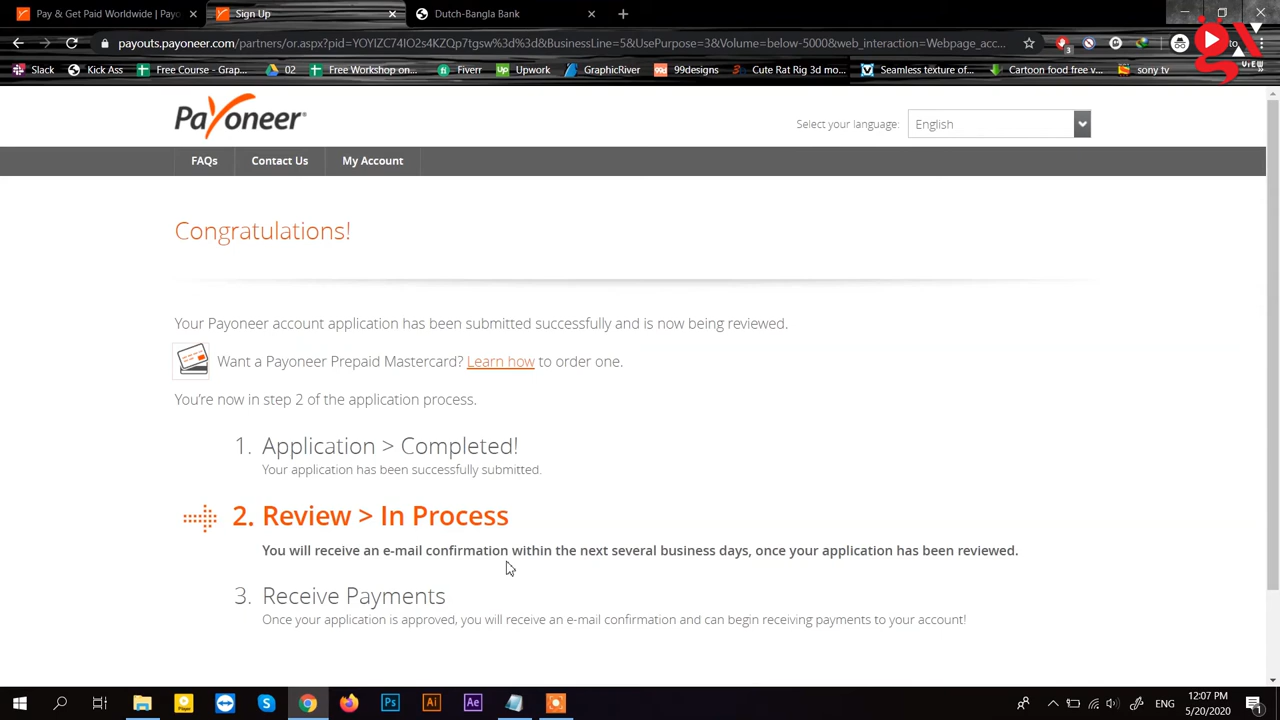 Pay & Get Paid Worldwide | Payo
Sign Up
Dutch-Bangla Bank
payouts.payoneer.com/partners/or.aspx?pid=YOYIZC74IO2s4KZQp7tgsw%3d%3d&BusinessLine=5&UsePurpose=3&Volume=below-5000&web_interaction=Webpage_acc...
Slack
Kick Ass
Free Course - Grap...
02
Free Workshop on...
Fiverr
Upwork
GraphicRiver
99designs
Cute Rat Rig 3d mo...
Seamless texture of...
Cartoon food free v...
sony tv
VIEW
Payoneer
Select your language:
English
FAQs
Contact Us
My Account
Congratulations!
Your Payoneer account application has been submitted successfully and is now being reviewed.
Want a Payoneer Prepaid Mastercard? Learn how to order one.
You're now in step 2 of the application process.
1. Application > Completed!
Your application has been successfully submitted.
2. Review > In Process
You will receive an e-mail confirmation within the next several business days, once your application has been reviewed.
3. Receive Payments
Once your application is approved, you will receive an e-mail confirmation and can begin receiving payments to your account!
Player
Ps
Ai
Ae
ENG
12:07 PM
5/20/2020
1